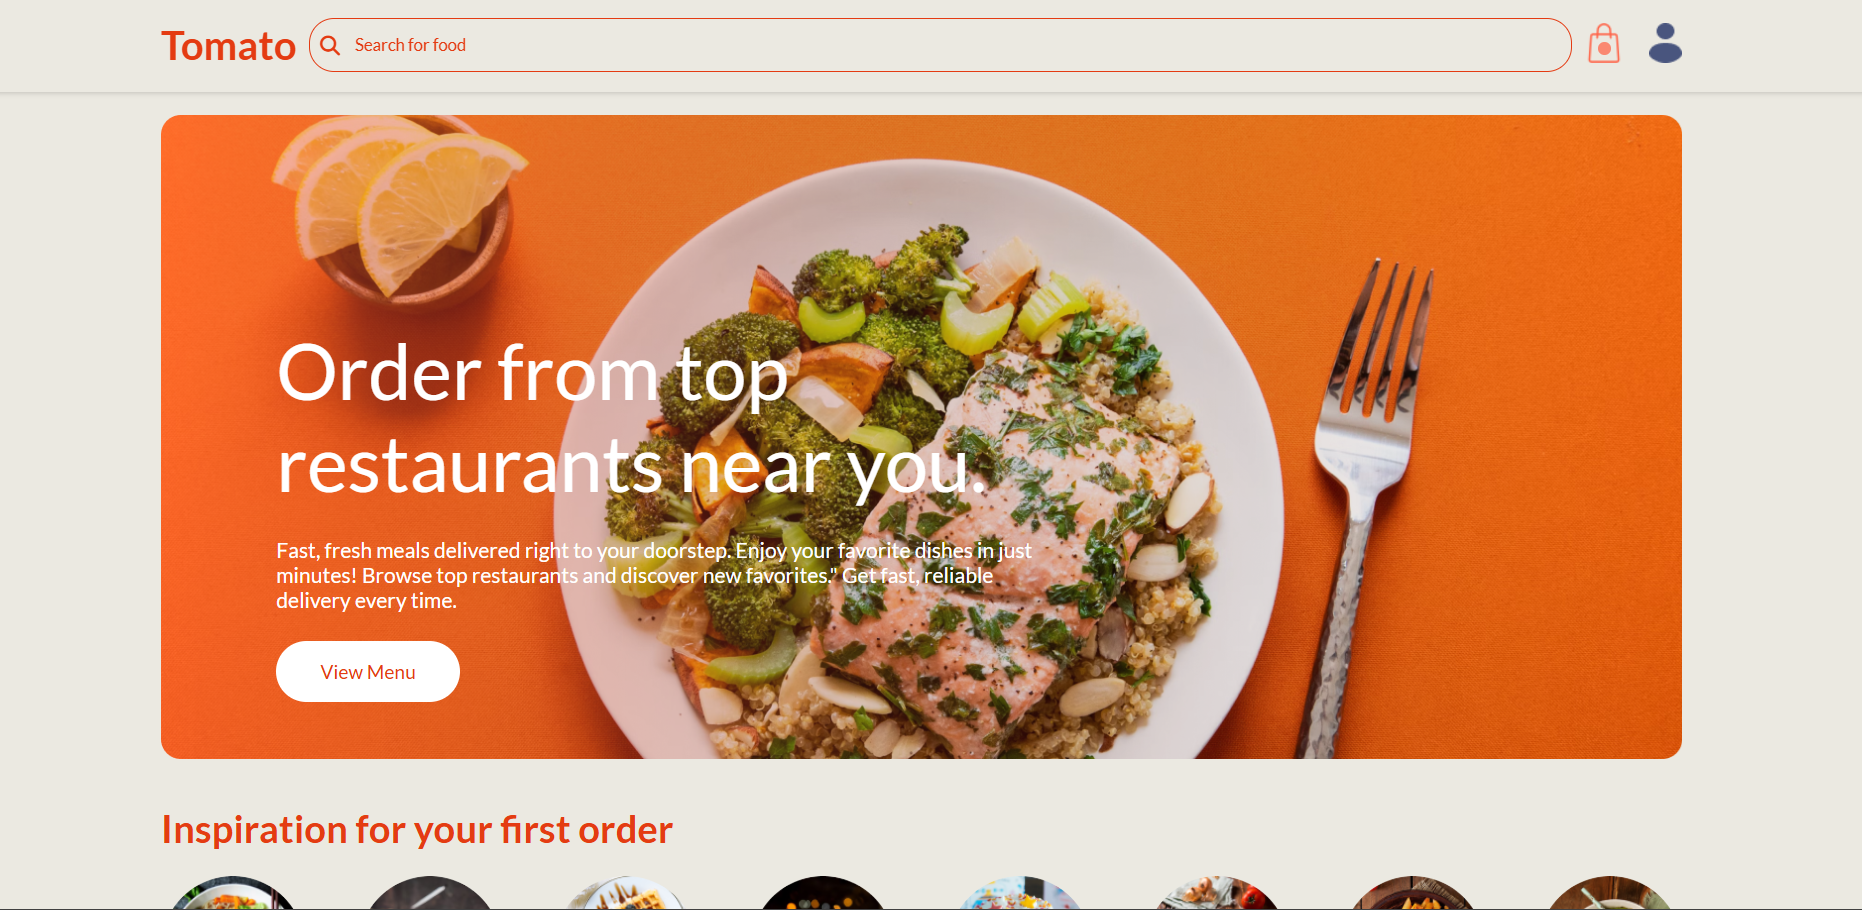 Tomato
Search for food
Order from top
restaurants near you.
Fast, fresh meals delivered right to your doorstep. Enjoy your favorite dishes in just
minutes! Browse top restaurants and discover new favorites." Get fast, reliable
delivery every time.
View Menu
Inspiration for your first order